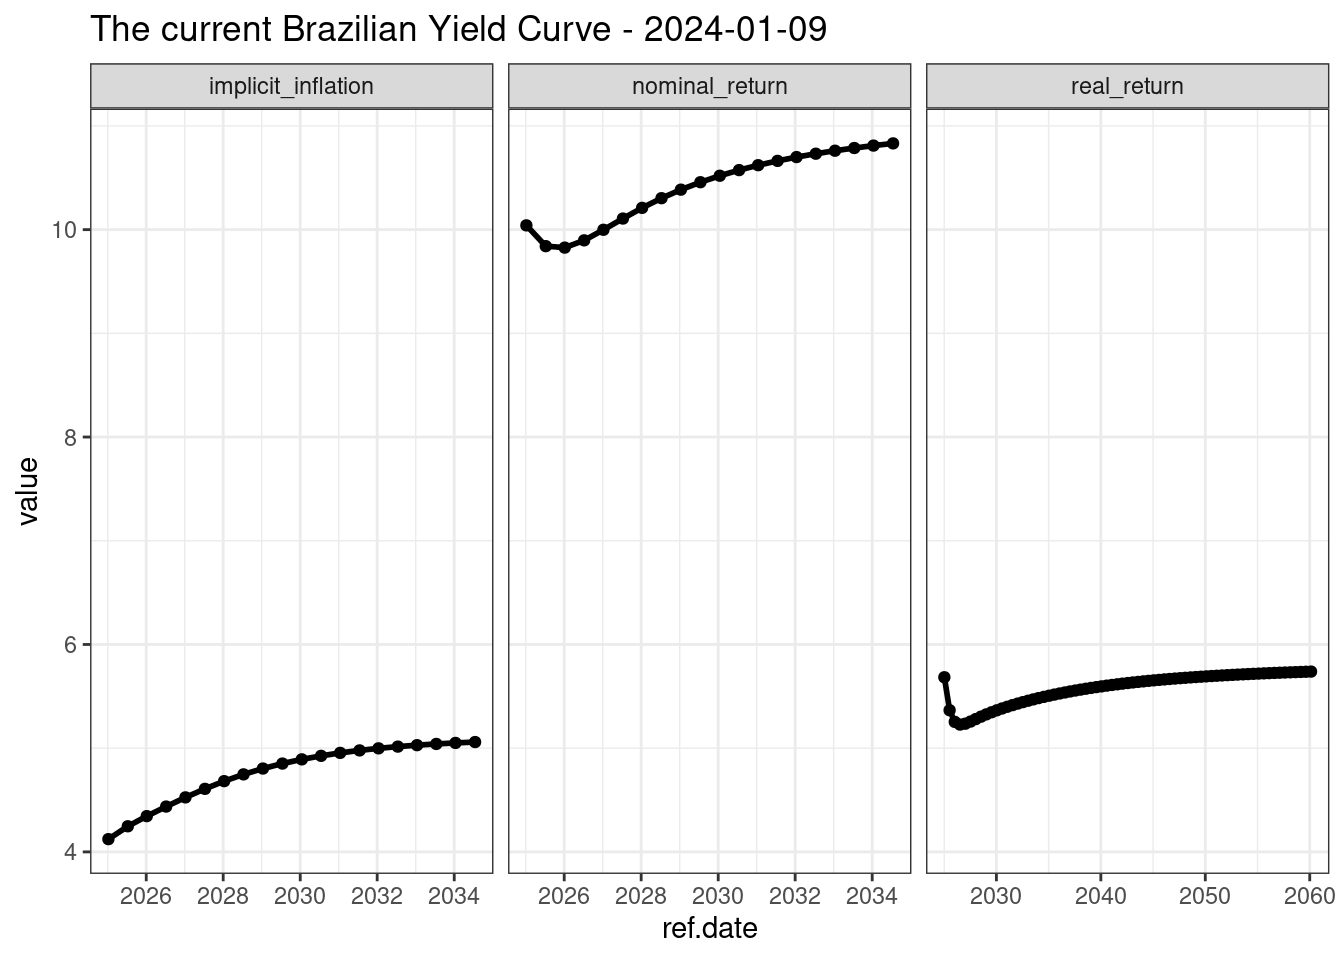 The current Brazilian Yield Curve - 2024-01-09
implicit_inflation
nominal_return
real_return
10
8
6
4
value
2026 2028 2030 2032 2034
2026 2028 2030 2032 2034
2030 2040 2050 2060
ref.date